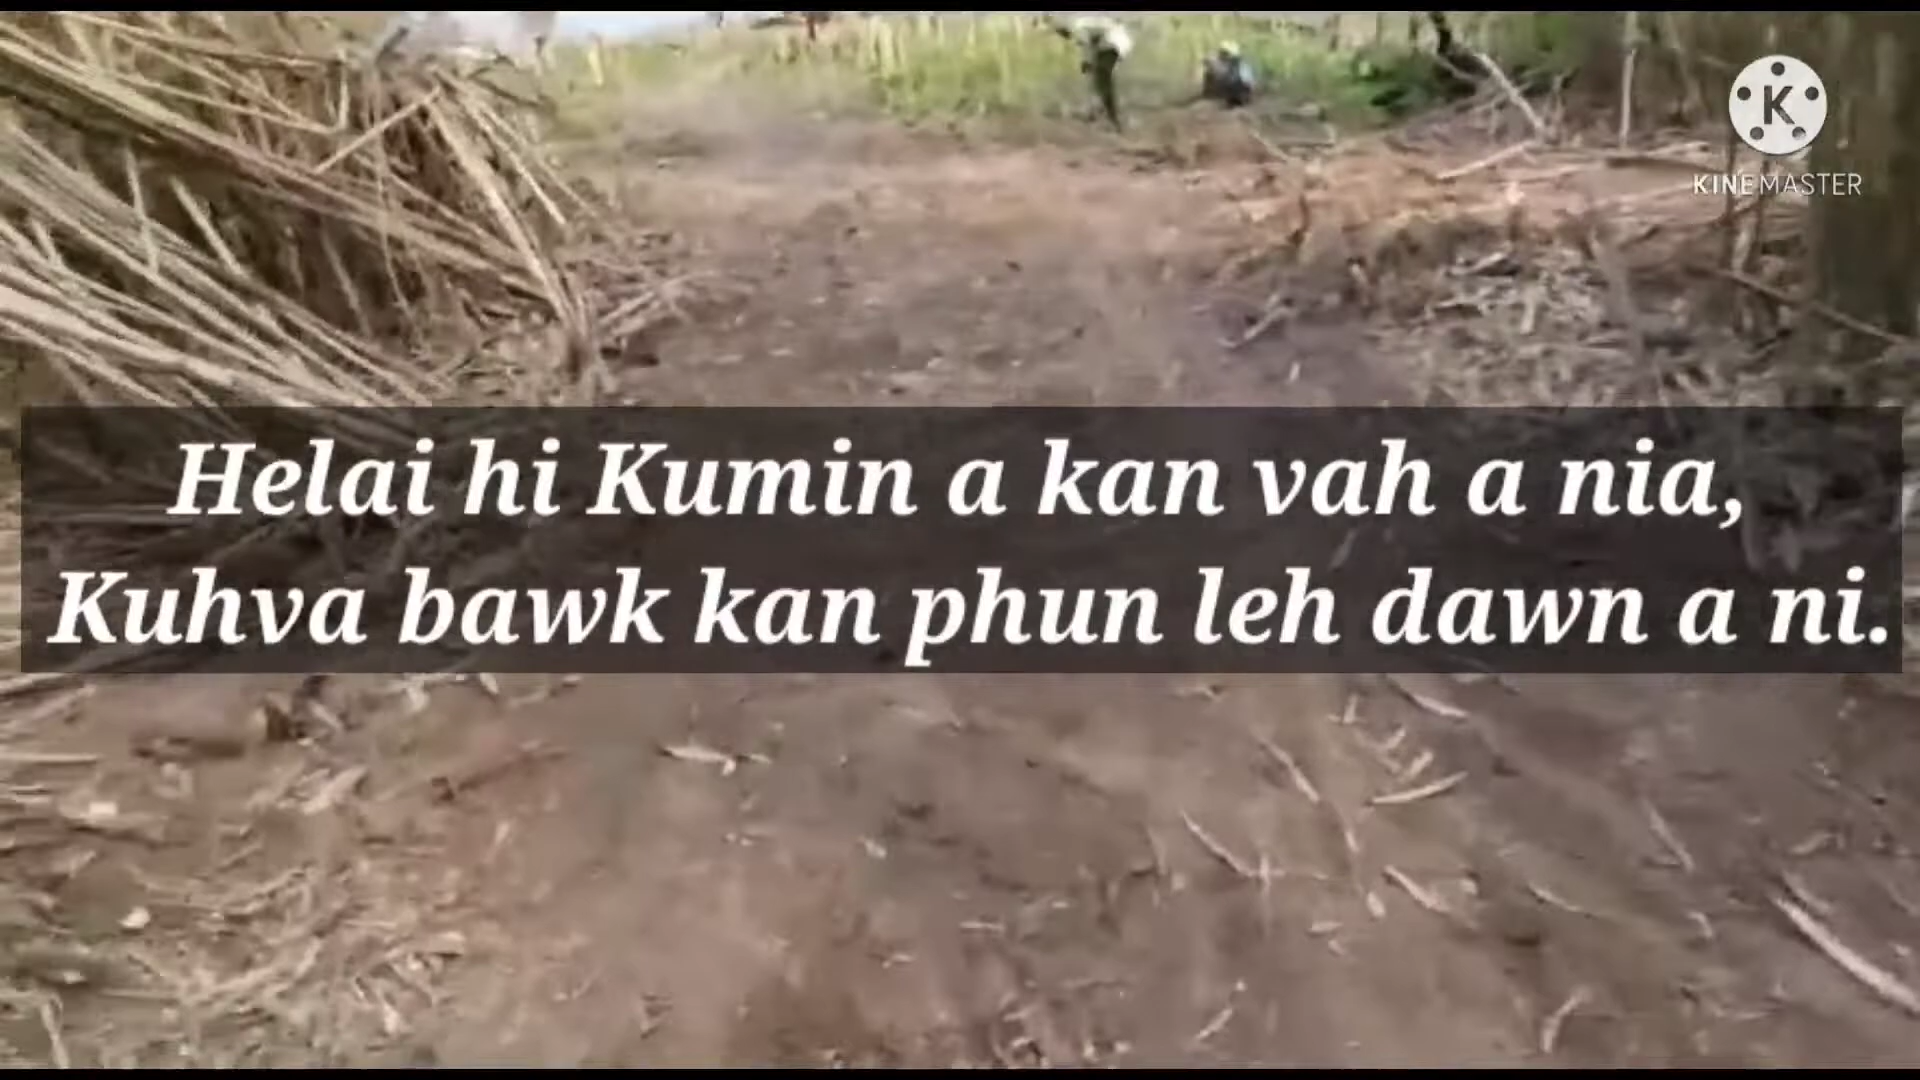 KINEMASTER
Helai hi Kumin a kan vah a nia,
Kuhva bawk kan phun leh dawn a ni.